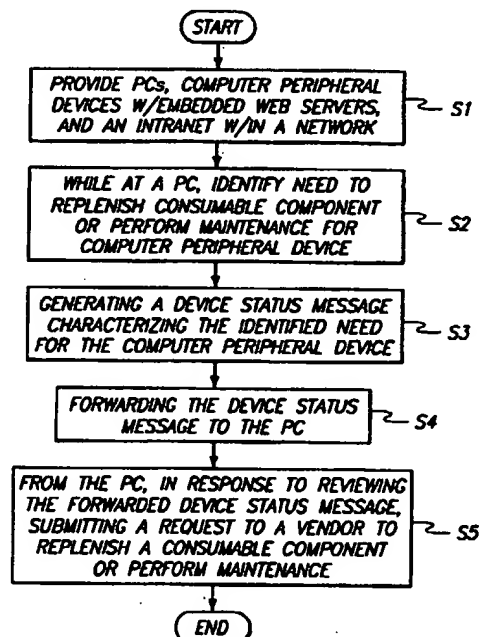 START
PROVIDE PCs, COMPUTER PERIPHERAL
DEVICES W/EMBEDDED WEB SERVERS,
AND AN INTRANET W/IN A NETWORK
S1
WHILE AT A PC, IDENTIFY NEED TO
REPLENISH CONSUMABLE COMPONENT
OR PERFORM MAINTENANCE FOR
COMPUTER PERIPHERAL DEVICE
S2
GENERATING A DEVICE STATUS MESSAGE
CHARACTERIZING THE IDENTIFIED NEED
FOR THE COMPUTER PERIPHERAL DEVICE
S3
FORWARDING THE DEVICE STATUS
MESSAGE TO THE PC
S4
FROM THE PC, IN RESPONSE TO REVIEWING
THE FORWARDED DEVICE STATUS MESSAGE,
SUBMITTING A REQUEST TO A VENDOR TO
REPLENISH A CONSUMABLE COMPONENT
OR PERFORM MAINTENANCE
S5
END